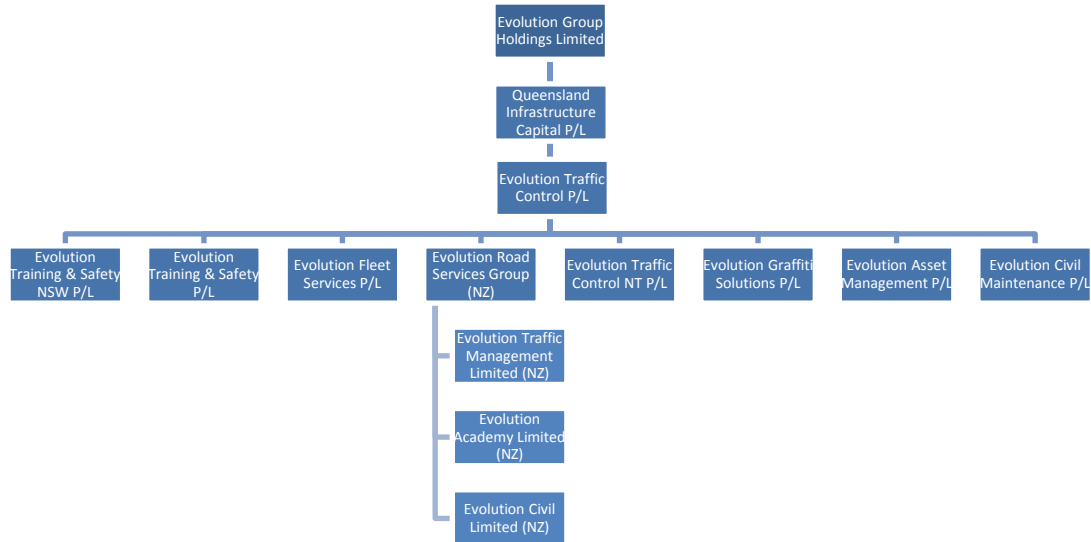 Evolution Group
Holdings Limited
Queensland
Infrastructure
Capital P/L
Evolution Traffic
Control P/L
Evolution
Training & Safety
NSW P/L
Evolution
Training & Safety
P/L
Evolution Fleet
Services P/L
Evolution Road
Services Group
(NZ)
Evolution Traffic
Control NT P/L
Evolution Graffiti
Solutions P/L
Evolution Asset
Management P/L
Evolution Civil
Maintenance P/L
Evolution Traffic
Management
Limited (NZ)
Evolution
Academy Limited
(NZ)
Evolution Civil
Limited (NZ)